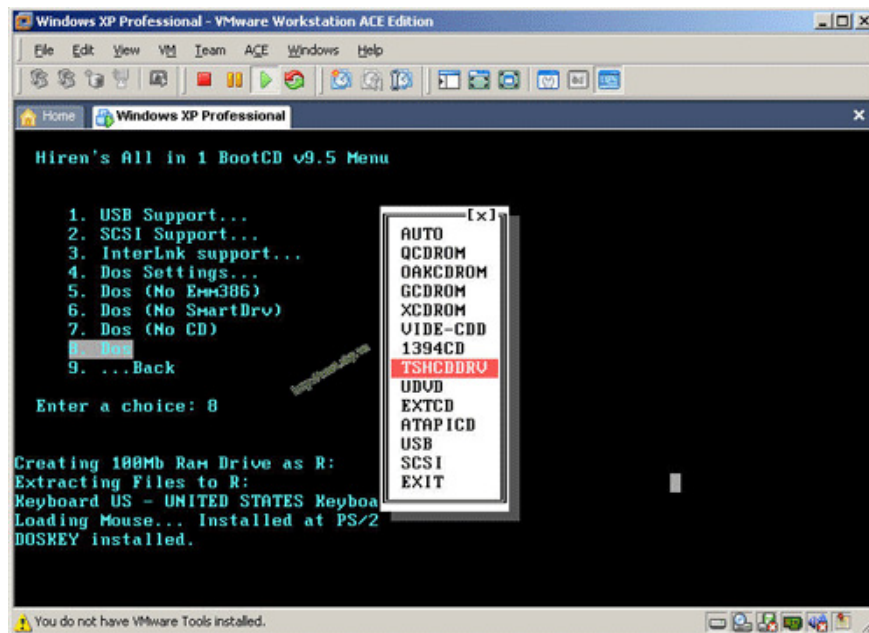 Windows XP Professional - VMware Workstation ACE Edition
File Edit View VM Team ACE Windows Help
Home Windows XP Professional
Hiren's All in 1 BootCD v9.5 Menu
1. USB Support...
2. SCSI Support...
3. InterLnk support...
4. Dos Settings...
5. Dos (No Emm386)
6. Dos (No SmartDrv)
7. Dos (No CD)
8. Dos
9. ...Back
Enter a choice: 8
[x]
AUTO
QCDROM
OAKCDROM
GCDROM
XCDROM
VIDE-CDD
1394CD
TSHCDDRV
UDVD
EXTCD
ATAPICD
USB
SCSI
EXIT
Creating 100Mb Ram Drive as R:
Extracting Files to R:
Keyboard US - UNITED STATES Keyboa
Loading Mouse... Installed at PS/2
DOSKEY installed.
You do not have VMware Tools installed.